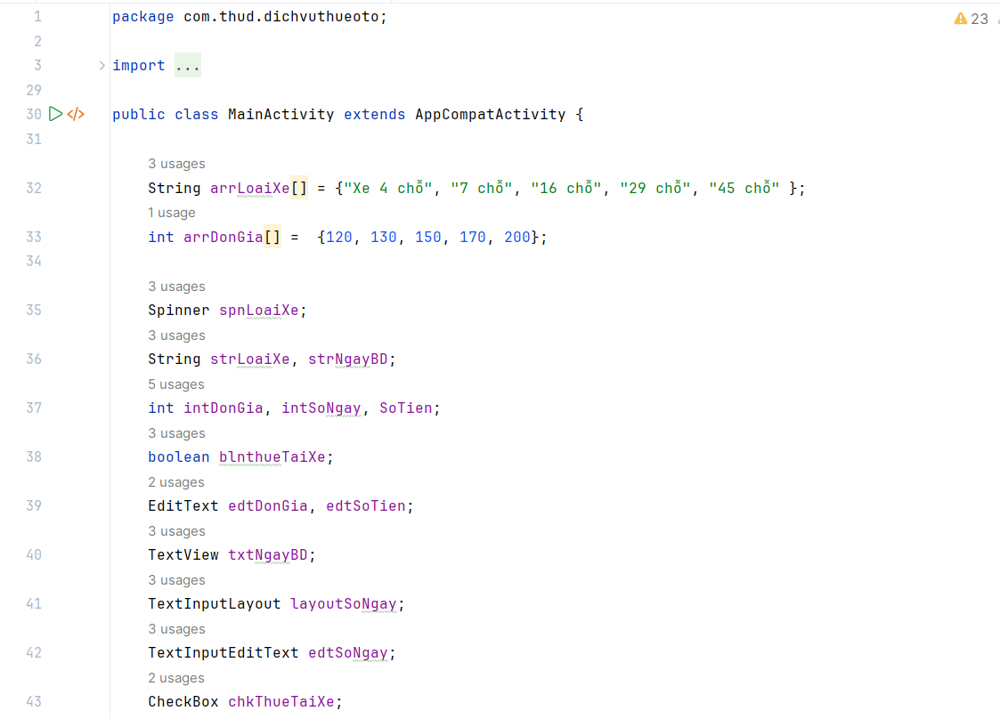 1 package com.thud.dichvuthueoto;
23
2
3 import ...
29
30 public class MainActivity extends AppCompatActivity {
31
3 usages
32 String arrLoaiXe[] = {"Xe 4 chỗ", "7 chỗ", "16 chỗ", "29 chỗ", "45 chỗ" };
1 usage
33 int arrDonGia[] =  {120, 130, 150, 170, 200};
34
3 usages
35 Spinner spnLoaiXe;
3 usages
36 String strLoaiXe, strNgayBD;
5 usages
37 int intDonGia, intSoNgay, SoTien;
3 usages
38 boolean blnthueTaiXe;
2 usages
39 EditText edtDonGia, edtSoTien;
3 usages
40 TextView txtNgayBD;
3 usages
41 TextInputLayout layoutSoNgay;
3 usages
42 TextInputEditText edtSoNgay;
2 usages
43 CheckBox chkThueTaiXe;